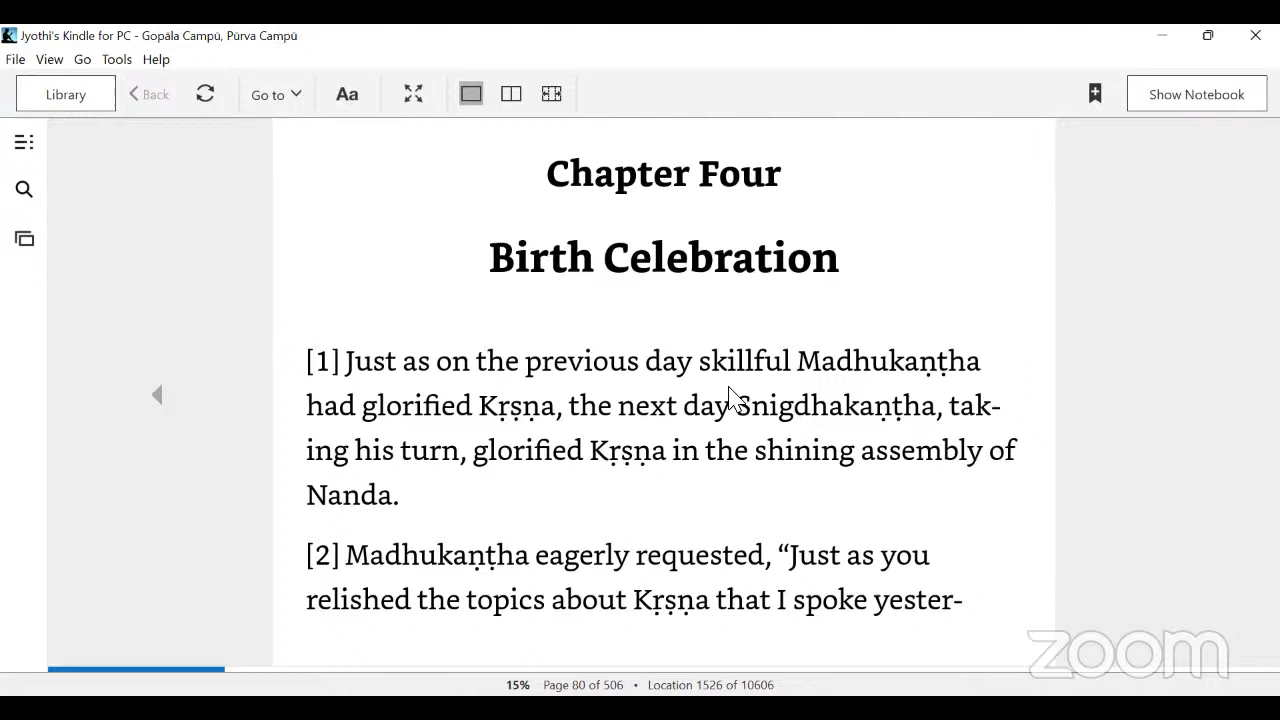 Jyothi's Kindle for PC - Gopāla Campū, Pūrva Campū
File View Go Tools Help
Library Back Go to Aa Show Notebook
Chapter Four
Birth Celebration
[1] Just as on the previous day skillful Madhukaṇṭha
had glorified Kṛṣṇa, the next day Snigdhakaṇṭha, tak-
ing his turn, glorified Kṛṣṇa in the shining assembly of
Nanda.
[2] Madhukaṇṭha eagerly requested, “Just as you
relished the topics about Kṛṣṇa that I spoke yester-
zoom
15% Page 80 of 506 • Location 1526 of 10606